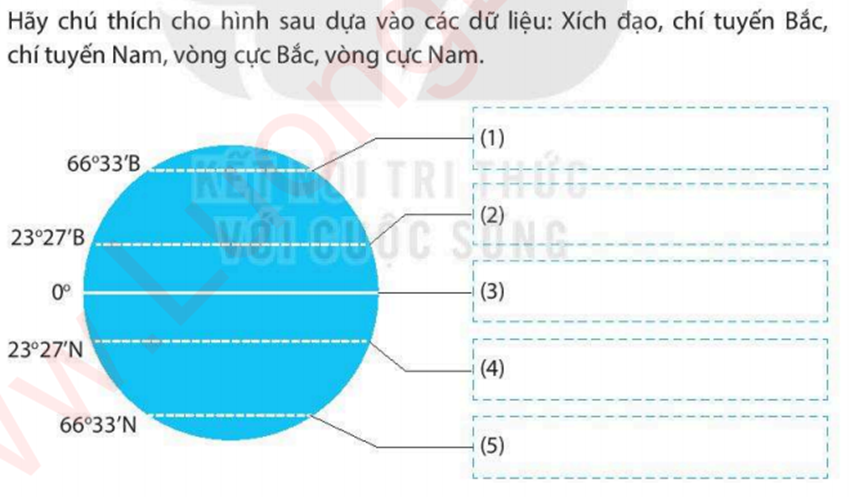 Hãy chú thích cho hình sau dựa vào các dữ liệu: Xích đạo, chí tuyến Bắc,
chí tuyến Nam, vòng cực Bắc, vòng cực Nam.
66°33'B
23°27'B
0°
23°27'N
66°33'N
(1)
(2)
(3)
(4)
(5)
KẾT NỐI TRI THỨC
VỚI CUỘC SỐNG